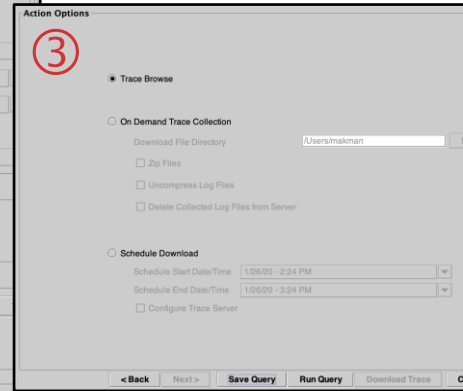 Action Options
3
Trace Browse
On Demand Trace Collection
Download File Directory /Users/makman
Zip Files
Uncompress Log Files
Delete Collected Log Files from Server
Schedule Download
Schedule Start Date/Time 1/26/20 - 2:24 PM
Schedule End Date/Time 1/26/20 - 3:24 PM
Configure Trace Server
< Back Next > Save Query Run Query Download Trace